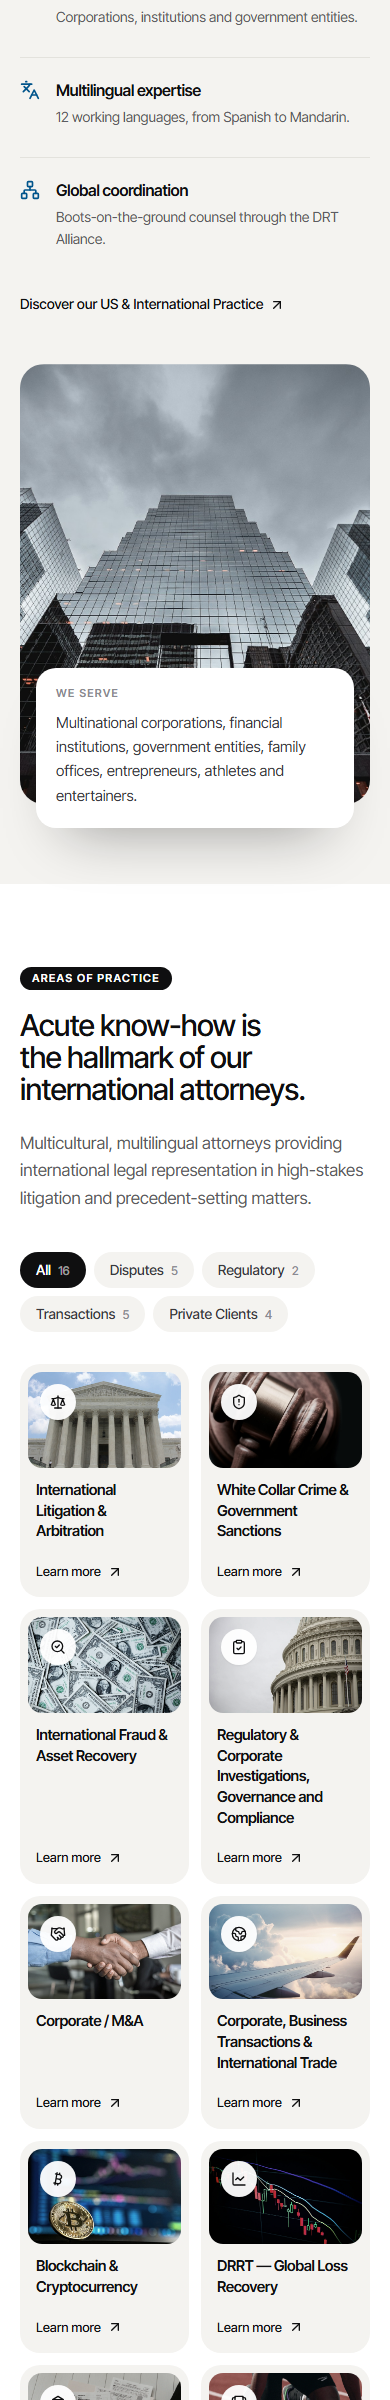 Corporations, institutions and government entities.
Multilingual expertise
12 working languages, from Spanish to Mandarin.
Global coordination
Boots-on-the-ground counsel through the DRT
Alliance.
Discover our US & International Practice
WE SERVE
Multinational corporations, financial
institutions, government entities, family
offices, entrepreneurs, athletes and
entertainers.
AREAS OF PRACTICE
Acute know-how is
the hallmark of our
international attorneys.
Multicultural, multilingual attorneys providing
international legal representation in high-stakes
litigation and precedent-setting matters.
All 16
Disputes 5
Regulatory 2
Transactions 5
Private Clients 4
International
Litigation &
Arbitration
Learn more
White Collar Crime &
Government
Sanctions
Learn more
International Fraud &
Asset Recovery
Learn more
Regulatory &
Corporate
Investigations,
Governance and
Compliance
Learn more
Corporate / M&A
Learn more
Corporate, Business
Transactions &
International Trade
Learn more
Blockchain &
Cryptocurrency
Learn more
DRRT — Global Loss
Recovery
Learn more